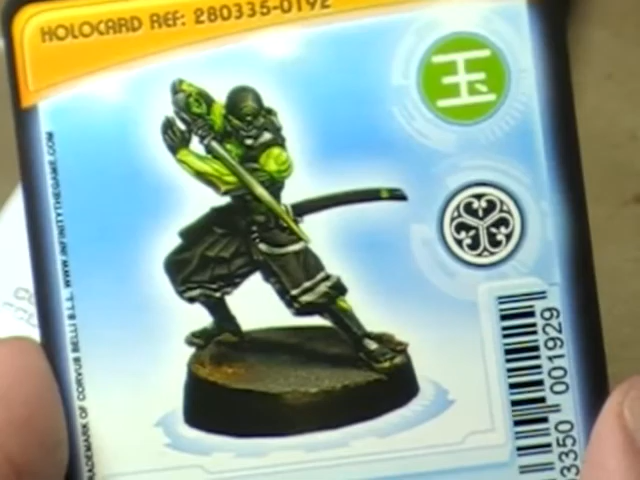 HOLOCARD REF: 280335-0192
玉
TRADEMARK OF CORVUS BELLI S.L.L. WWW.INFINITYTHEGAME.COM
3350 001929